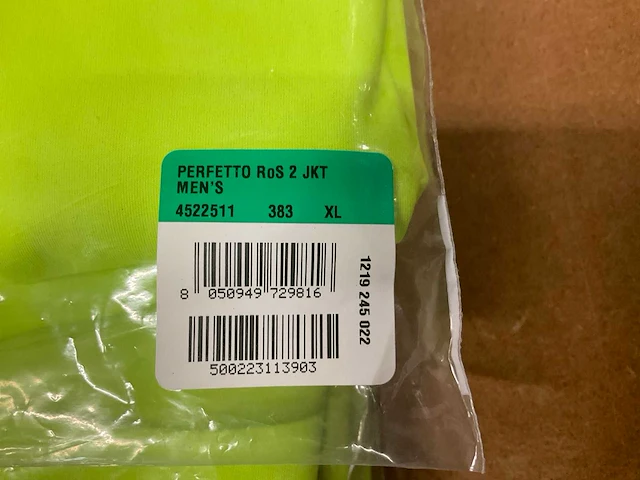 PERFETTO RoS 2 JKT
MEN'S
4522511 383 XL
8 050949 729816
1219 245 022
500223113903